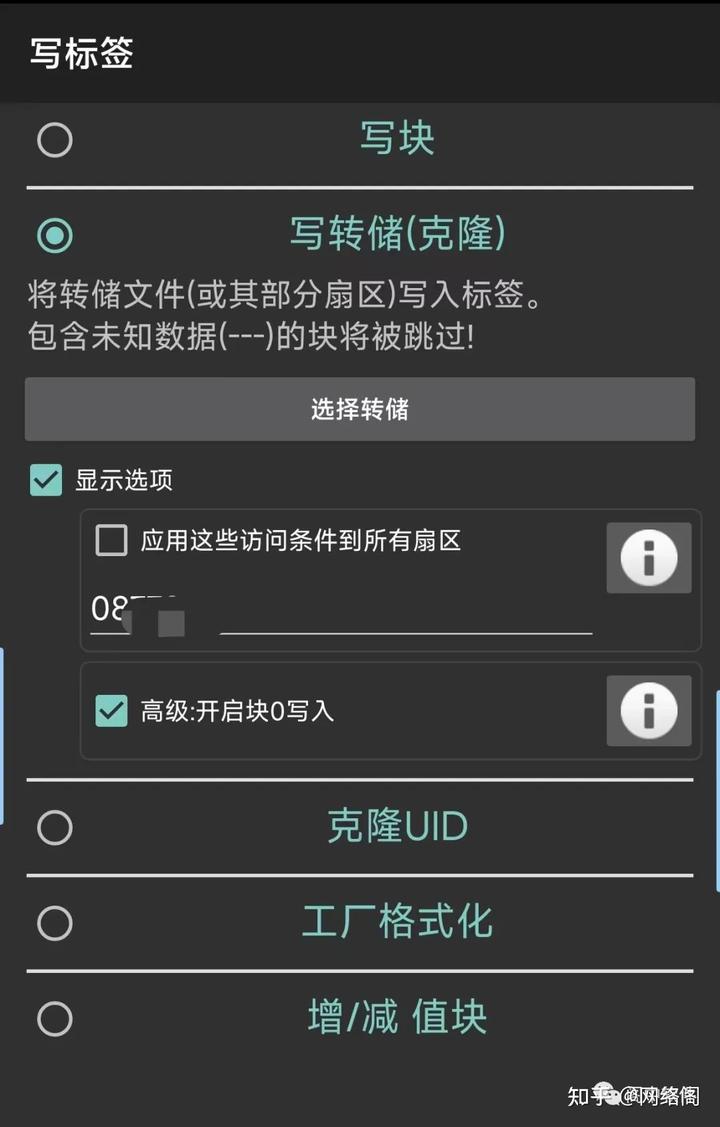 写标签
写块
写转储(克隆)
将转储文件(或其部分扇区)写入标签。
包含未知数据(---)的块将被跳过!
选择转储
显示选项
应用这些访问条件到所有扇区
08
高级:开启块0写入
克隆UID
工厂格式化
增/减 值块
知乎 @网络阁